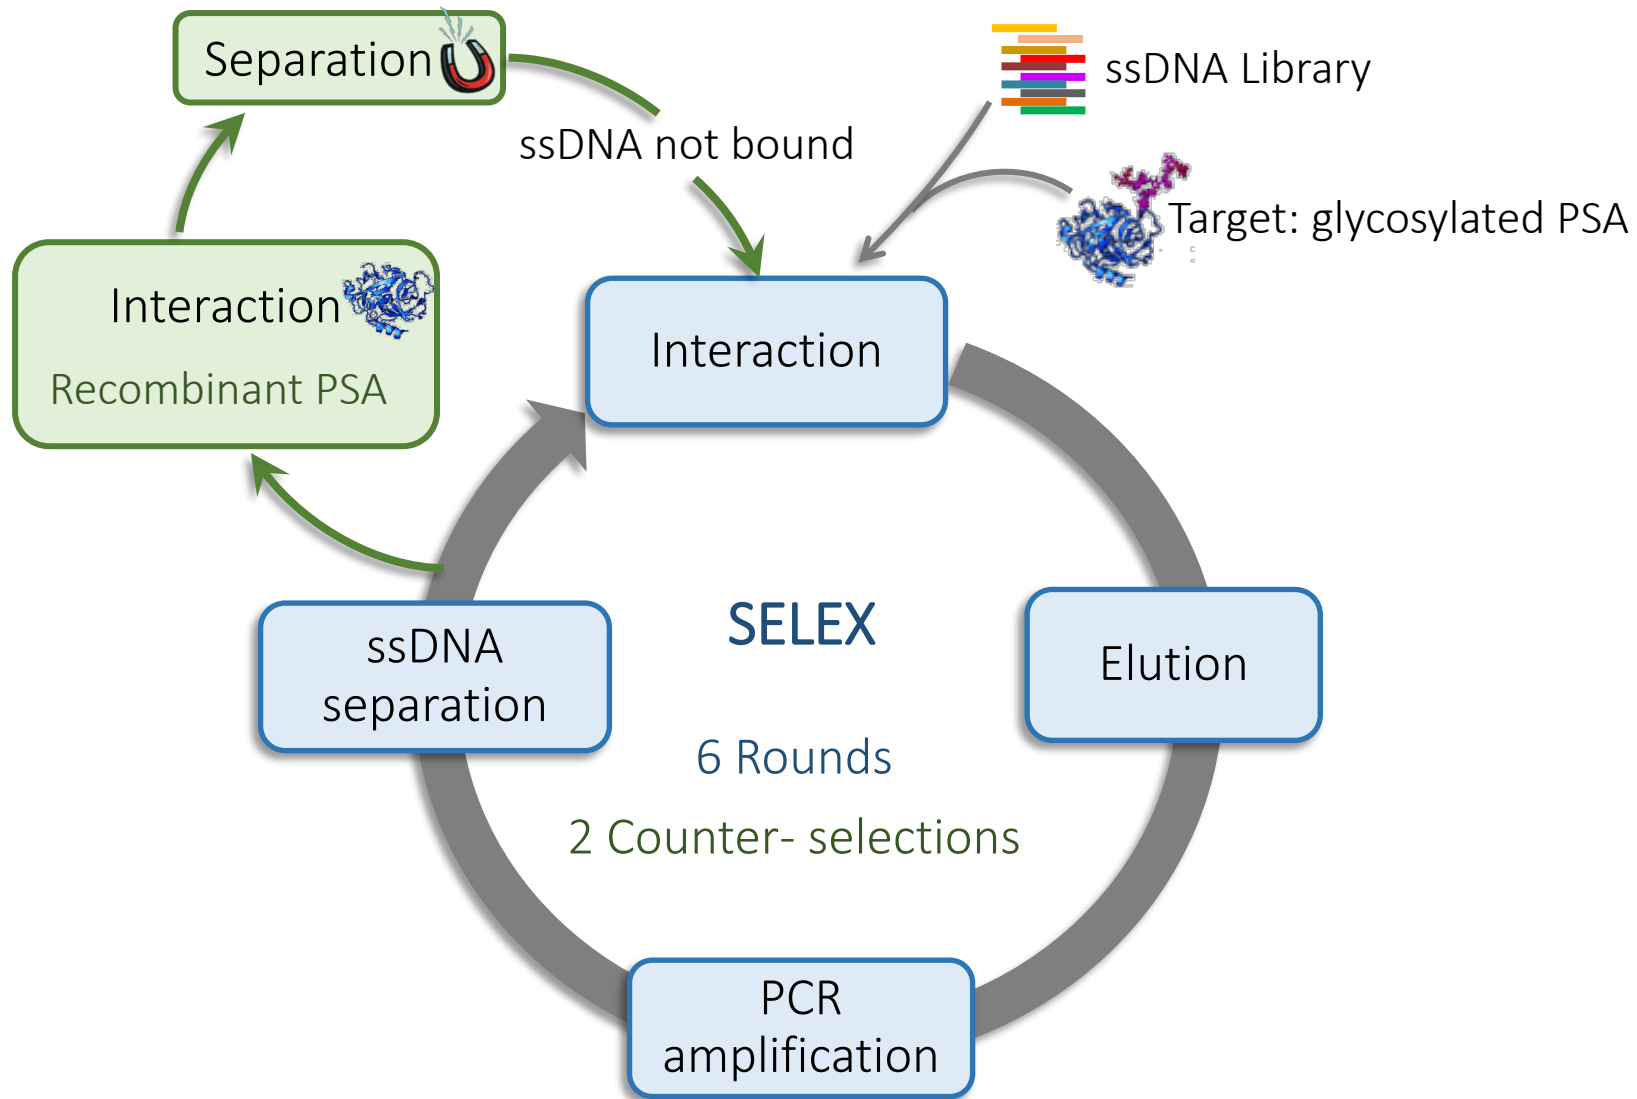 Separation
ssDNA Library
ssDNA not bound
Target: glycosylated PSA
Interaction
Recombinant PSA
Interaction
SELEX
ssDNA
separation
Elution
6 Rounds
2 Counter- selections
PCR
amplification